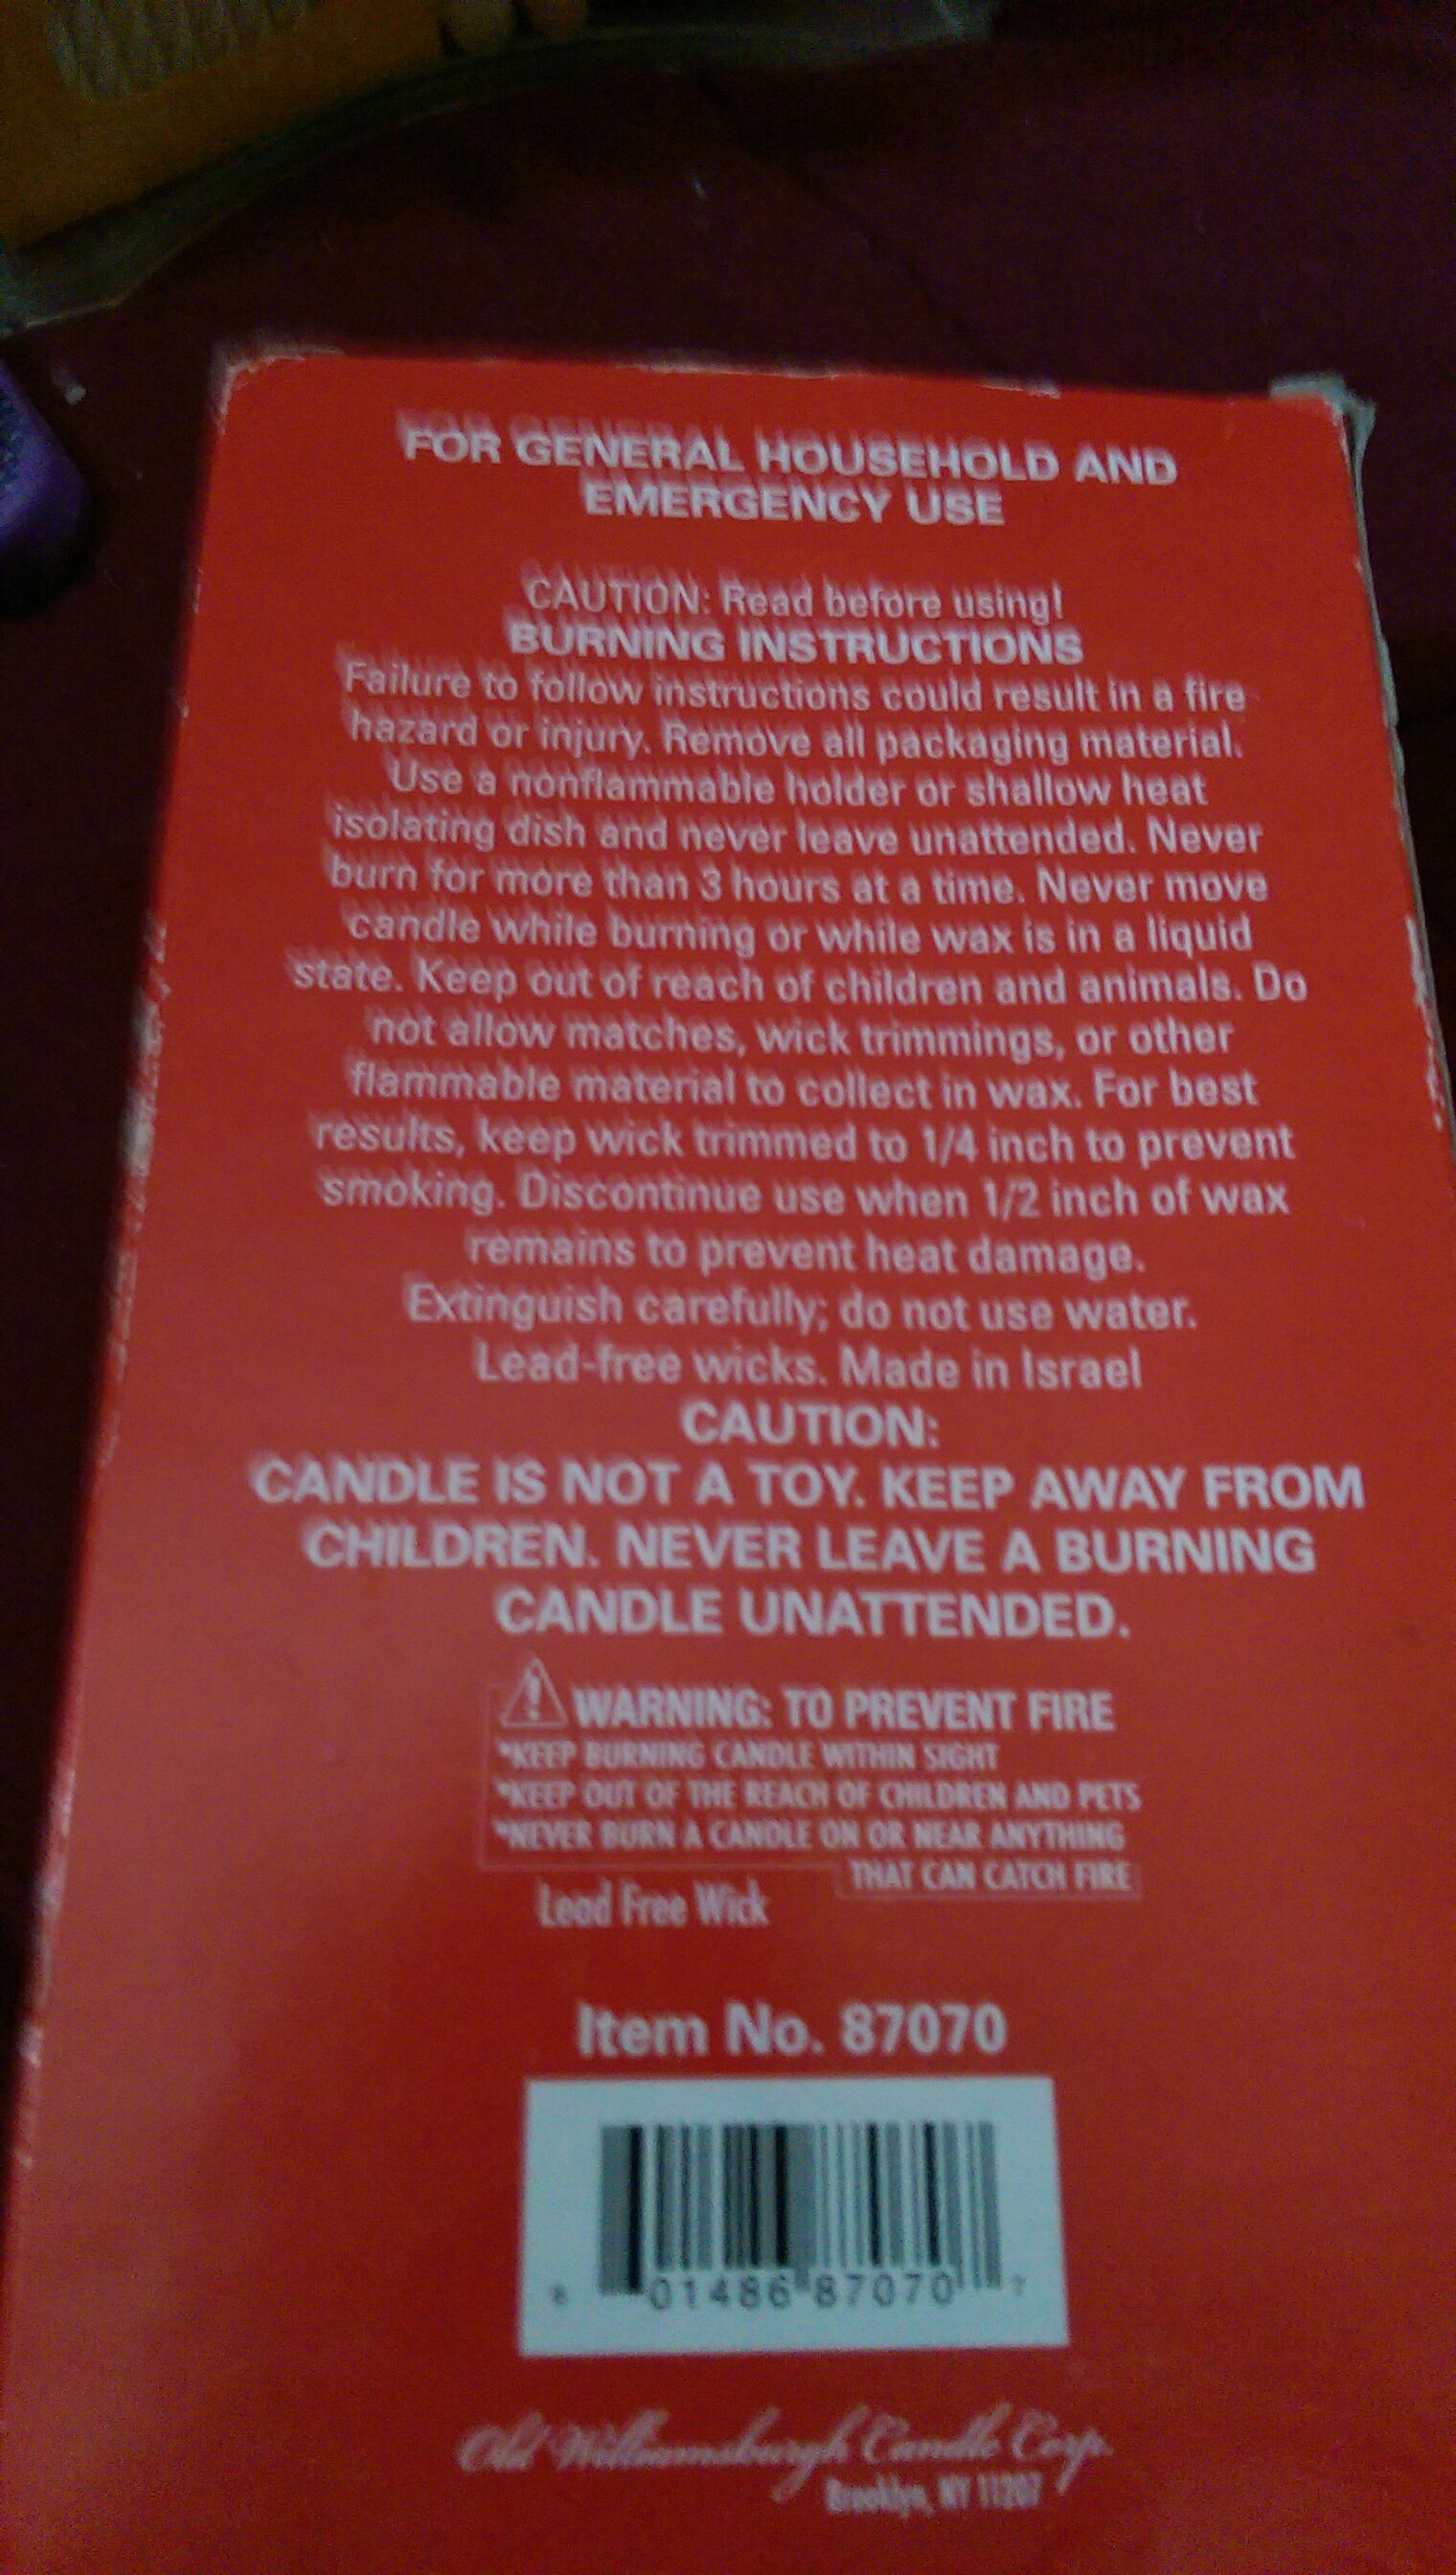 FOR GENERAL HOUSEHOLD AND
EMERGENCY USE
CAUTION: Read before using!
BURNING INSTRUCTIONS
Failure to follow instructions could result in a fire
hazard or injury. Remove all packaging material.
Use a nonflammable holder or shallow heat
isolating dish and never leave unattended. Never
burn for more than 3 hours at a time. Never move
candle while burning or while wax is in a liquid
state. Keep out of reach of children and animals. Do
not allow matches, wick trimmings, or other
flammable material to collect in wax. For best
results, keep wick trimmed to 1/4 inch to prevent
smoking. Discontinue use when 1/2 inch of wax
remains to prevent heat damage.
Extinguish carefully; do not use water.
Lead-free wicks. Made in Israel
CAUTION:
CANDLE IS NOT A TOY. KEEP AWAY FROM
CHILDREN. NEVER LEAVE A BURNING
CANDLE UNATTENDED.
WARNING: TO PREVENT FIRE
*KEEP BURNING CANDLE WITHIN SIGHT
*KEEP OUT OF THE REACH OF CHILDREN AND PETS
*NEVER BURN A CANDLE ON OR NEAR ANYTHING
THAT CAN CATCH FIRE
Lead Free Wick
Item No. 87070
8 01486 87070 7
Old Williamsburgh Candle Corp.
Brooklyn, NY 11207